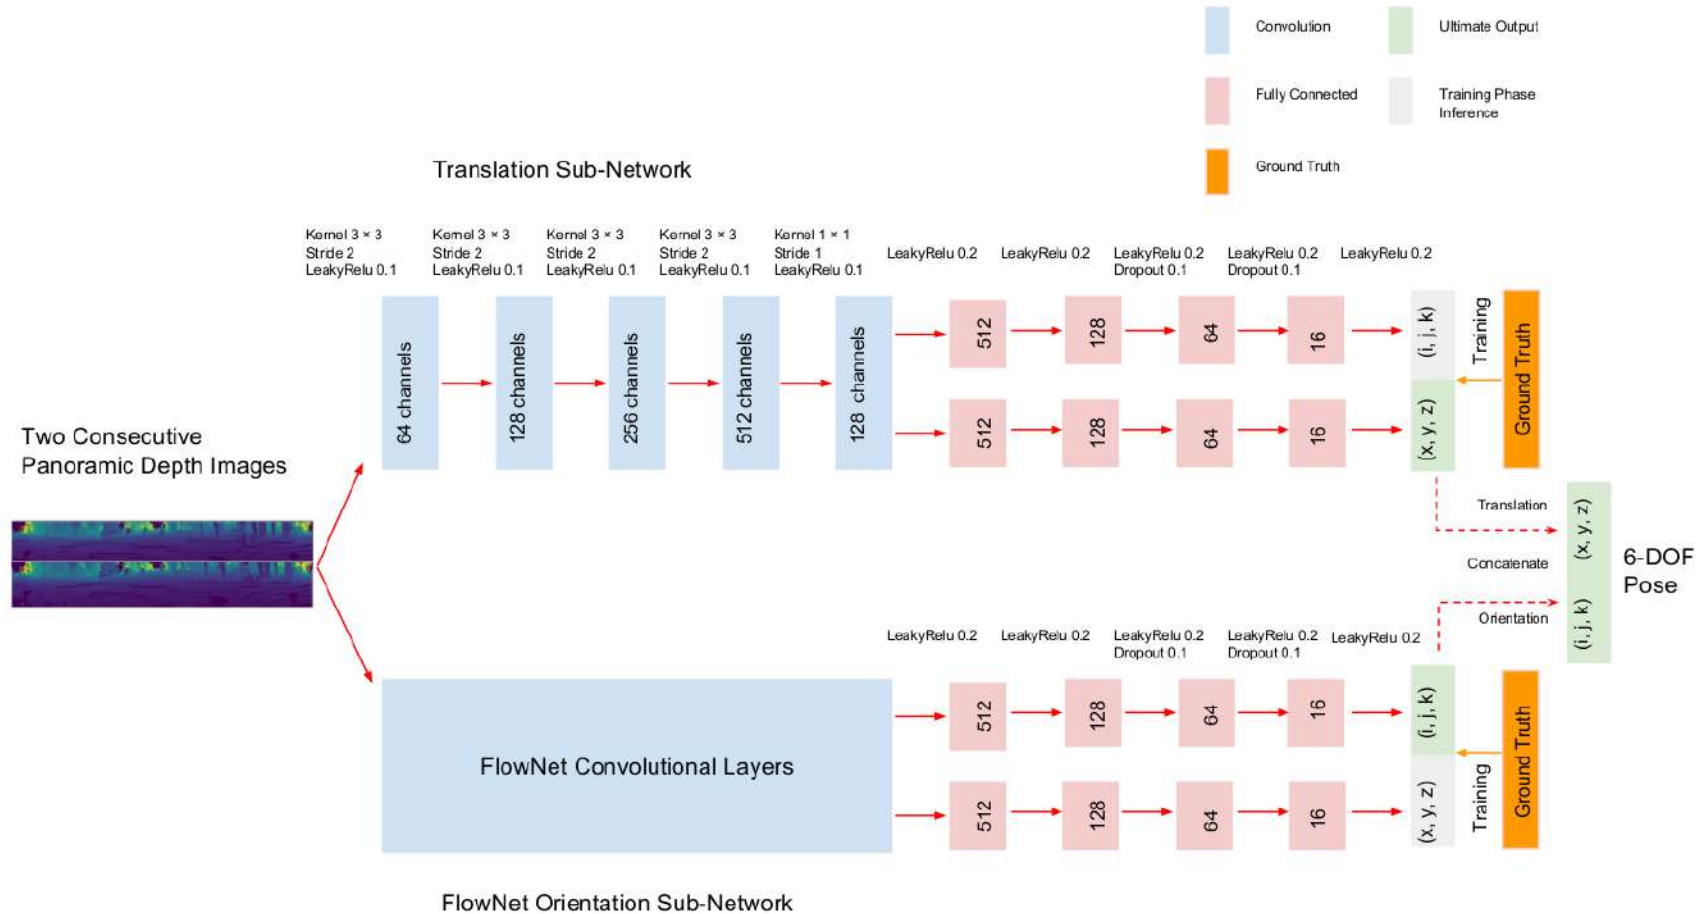 Convolution
Ultimate Output
Fully Connected
Training Phase
Inference
Ground Truth
Translation Sub-Network
Kernel 3 × 3
Stride 2
LeakyRelu 0.1
Kernel 3 × 3
Stride 2
LeakyRelu 0.1
Kernel 3 × 3
Stride 2
LeakyRelu 0.1
Kernel 3 × 3
Stride 2
LeakyRelu 0.1
Kernel 1 × 1
Stride 1
LeakyRelu 0.1
LeakyRelu 0.2
LeakyRelu 0.2
LeakyRelu 0.2
Dropout 0.1
LeakyRelu 0.2
Dropout 0.1
LeakyRelu 0.2
64 channels
128 channels
256 channels
512 channels
128 channels
512
128
64
16
(i, j, k)
Training
Ground Truth
512
128
64
16
(x, y, z)
Two Consecutive
Panoramic Depth Images
Translation
Concatenate
Orientation
(x, y, z)
(i, j, k)
6-DOF
Pose
LeakyRelu 0.2
LeakyRelu 0.2
LeakyRelu 0.2
Dropout 0.1
LeakyRelu 0.2
Dropout 0.1
LeakyRelu 0.2
FlowNet Convolutional Layers
512
128
64
16
(i, j, k)
Ground Truth
512
128
64
16
(x, y, z)
Training
FlowNet Orientation Sub-Network